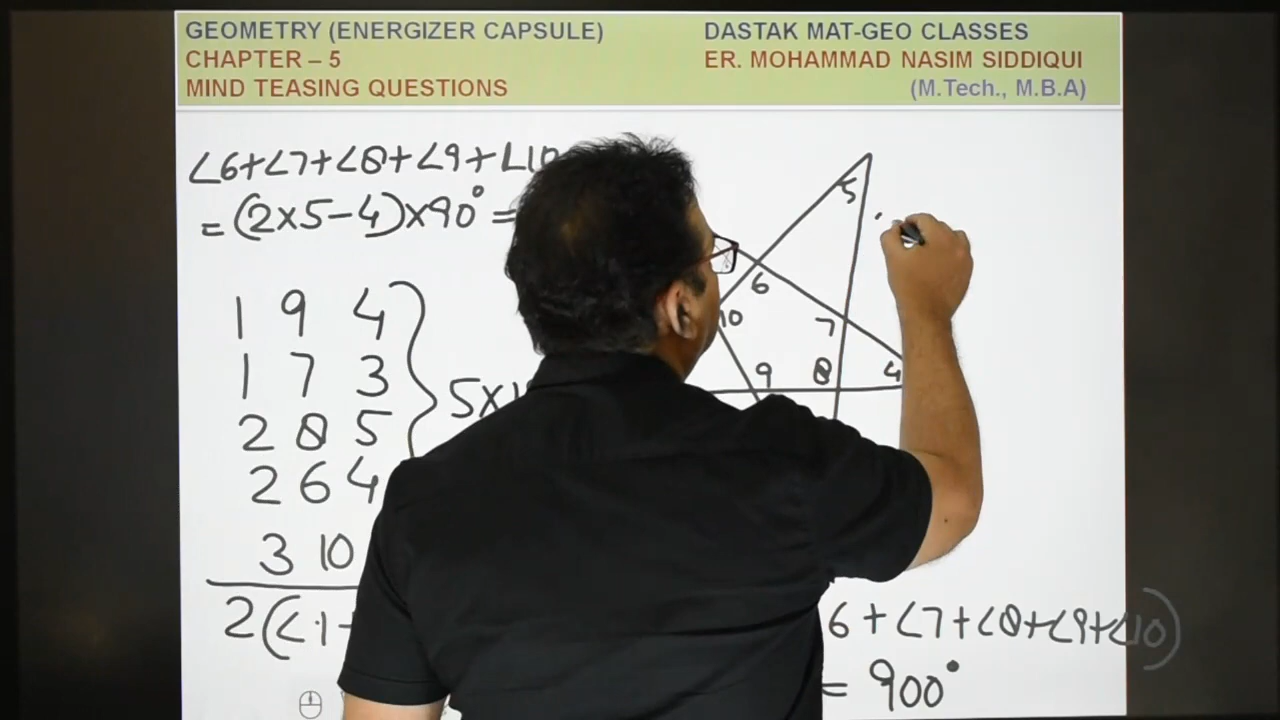 GEOMETRY (ENERGIZER CAPSULE)
CHAPTER – 5
MIND TEASING QUESTIONS
DASTAK MAT-GEO CLASSES
ER. MOHAMMAD NASIM SIDDIQUI
(M.Tech., M.B.A)
∠6+∠7+∠8+∠9+∠10
= (2×5–4)×90° =
1 9 4
1 7 3
2 8 5
2 6 4
3 10
5×1
2(∠1
6+∠7+∠8+∠9+∠10)
= 900°
5
6
10 7
9 8 4